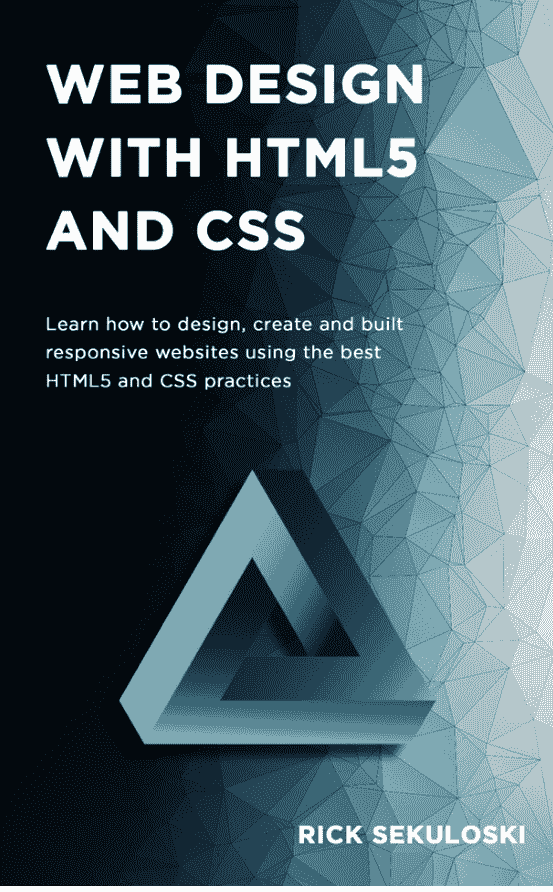 WEB DESIGN
WITH HTML5
AND CSS
Learn how to design, create and built
responsive websites using the best
HTML5 and CSS practices
RICK SEKULOSKI